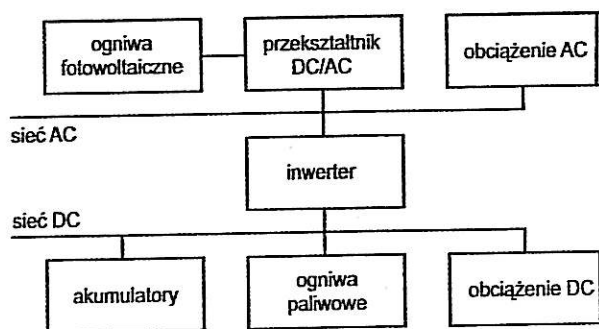 ogniwa
fotowoltaiczne
przekształtnik
DC/AC
obciążenie AC
sieć AC
inwerter
sieć DC
akumulatory
ogniwa
paliwowe
obciążenie DC